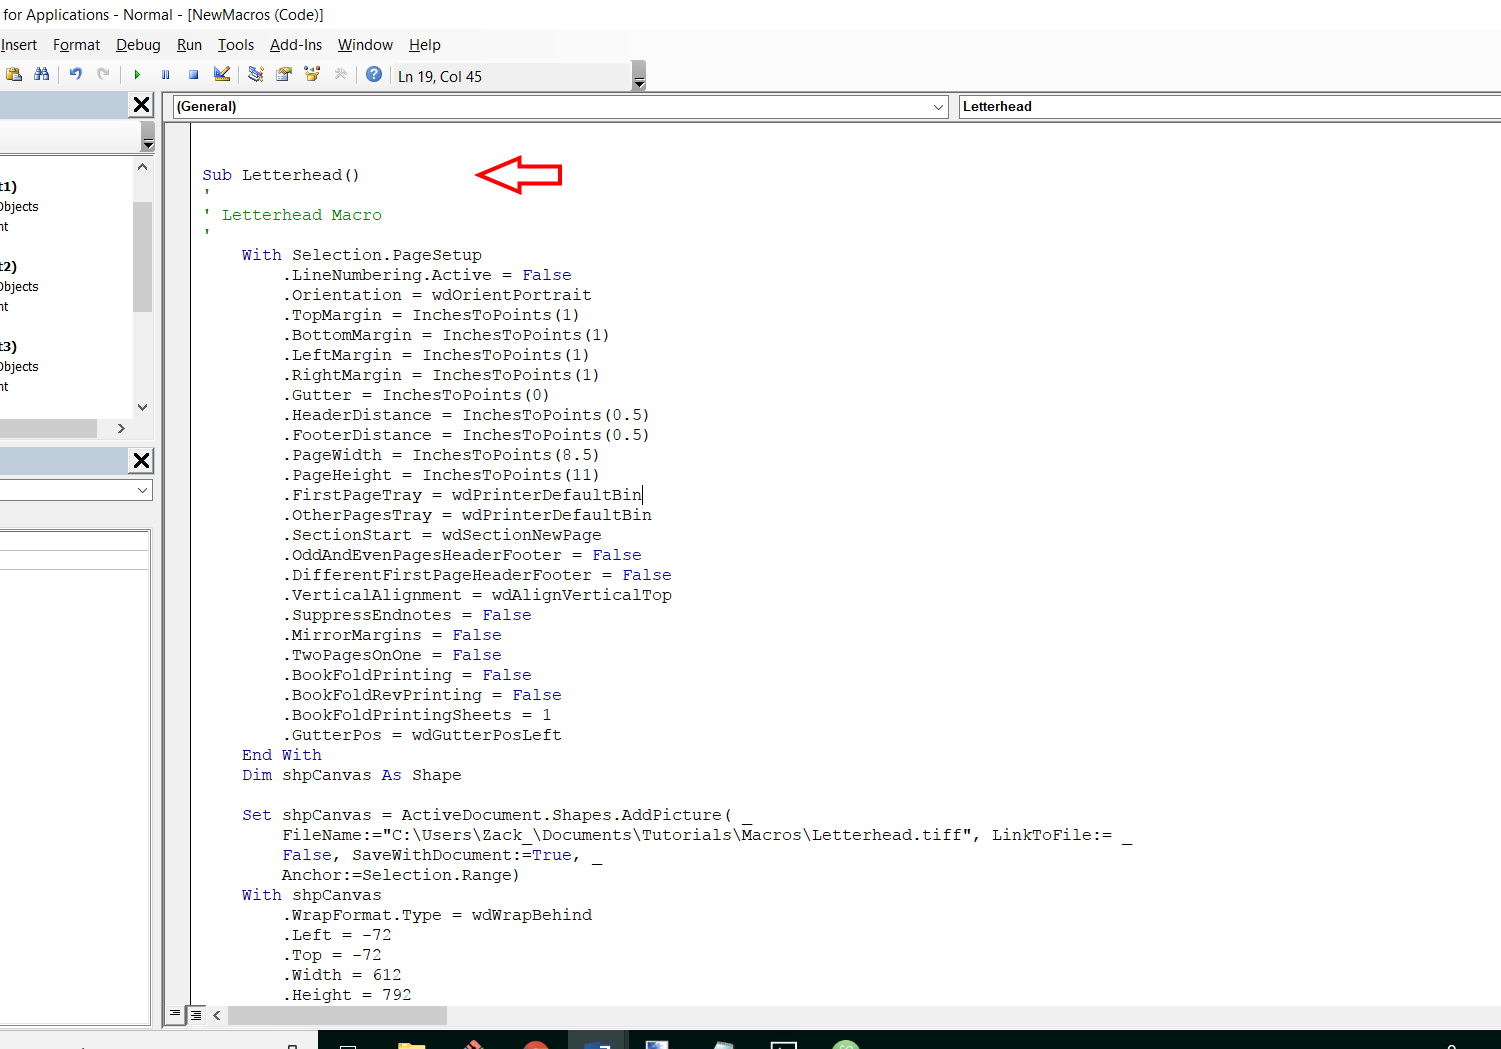 for Applications - Normal - [NewMacros (Code)]
Insert Format Debug Run Tools Add-Ins Window Help
Ln 19, Col 45
(General) Letterhead
t1)
Objects
nt
t2)
Objects
nt
t3)
Objects
nt
Sub Letterhead()
'
' Letterhead Macro
'
With Selection.PageSetup
.LineNumbering.Active = False
.Orientation = wdOrientPortrait
.TopMargin = InchesToPoints(1)
.BottomMargin = InchesToPoints(1)
.LeftMargin = InchesToPoints(1)
.RightMargin = InchesToPoints(1)
.Gutter = InchesToPoints(0)
.HeaderDistance = InchesToPoints(0.5)
.FooterDistance = InchesToPoints(0.5)
.PageWidth = InchesToPoints(8.5)
.PageHeight = InchesToPoints(11)
.FirstPageTray = wdPrinterDefaultBin
.OtherPagesTray = wdPrinterDefaultBin
.SectionStart = wdSectionNewPage
.OddAndEvenPagesHeaderFooter = False
.DifferentFirstPageHeaderFooter = False
.VerticalAlignment = wdAlignVerticalTop
.SuppressEndnotes = False
.MirrorMargins = False
.TwoPagesOnOne = False
.BookFoldPrinting = False
.BookFoldRevPrinting = False
.BookFoldPrintingSheets = 1
.GutterPos = wdGutterPosLeft
End With
Dim shpCanvas As Shape
Set shpCanvas = ActiveDocument.Shapes.AddPicture( _
FileName:="C:\Users\Zack_\Documents\Tutorials\Macros\Letterhead.tiff", LinkToFile:= _
False, SaveWithDocument:=True, _
Anchor:=Selection.Range)
With shpCanvas
.WrapFormat.Type = wdWrapBehind
.Left = -72
.Top = -72
.Width = 612
.Height = 792